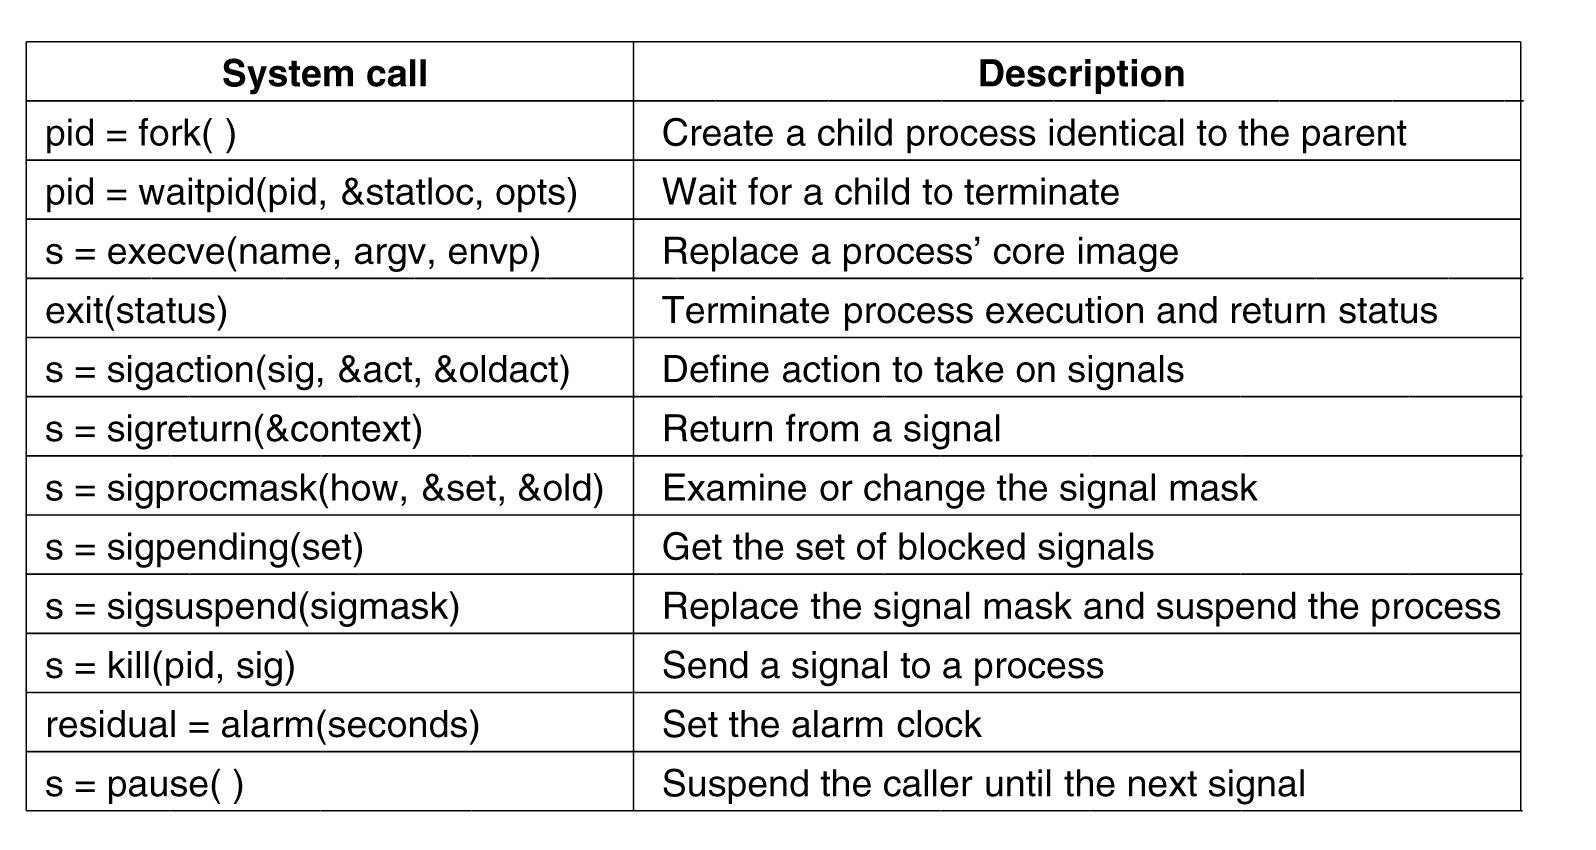 System call Description
pid = fork( ) Create a child process identical to the parent
pid = waitpid(pid, &statloc, opts) Wait for a child to terminate
s = execve(name, argv, envp) Replace a process’ core image
exit(status) Terminate process execution and return status
s = sigaction(sig, &act, &oldact) Define action to take on signals
s = sigreturn(&context) Return from a signal
s = sigprocmask(how, &set, &old) Examine or change the signal mask
s = sigpending(set) Get the set of blocked signals
s = sigsuspend(sigmask) Replace the signal mask and suspend the process
s = kill(pid, sig) Send a signal to a process
residual = alarm(seconds) Set the alarm clock
s = pause( ) Suspend the caller until the next signal